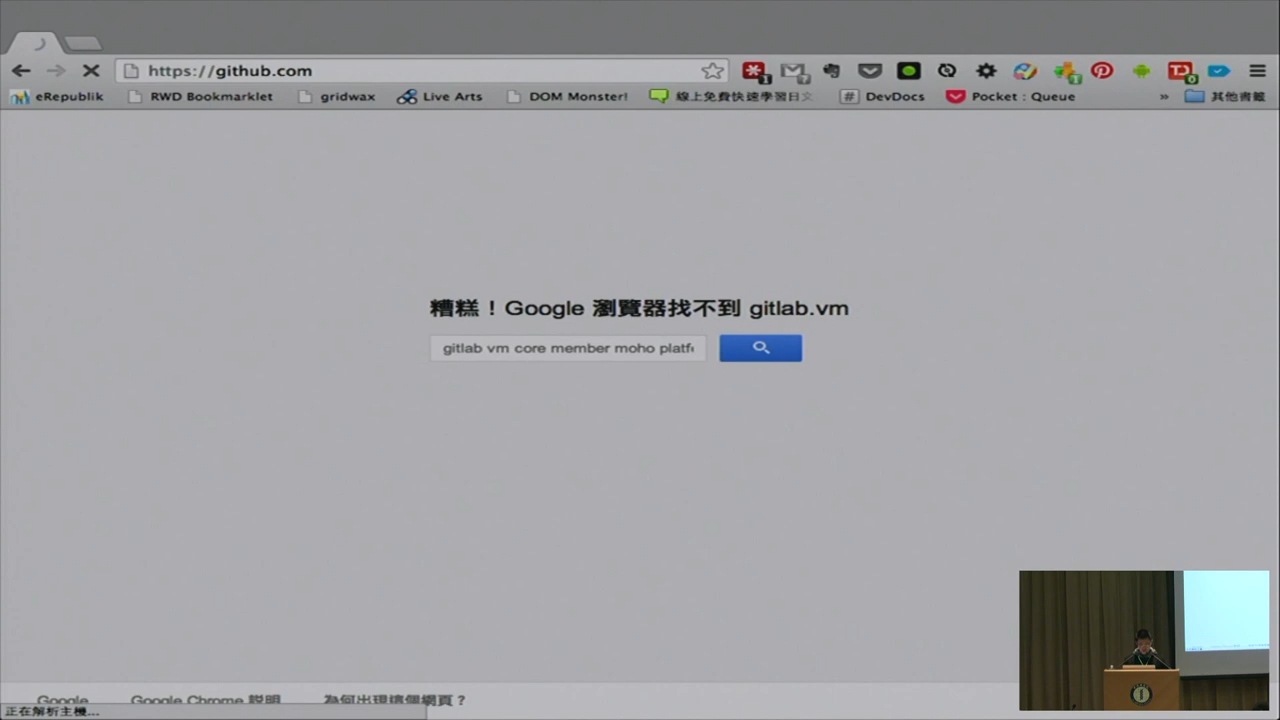 https://github.com
eRepublik
RWD Bookmarklet
gridwax
Live Arts
DOM Monster!
線上免費快速學習日文
DevDocs
Pocket : Queue
»
其他書籤
糟糕！Google 瀏覽器找不到 gitlab.vm
gitlab vm core member moho platf
Google
Google Chrome 説明
為何出現這個網頁？
正在解析主機...